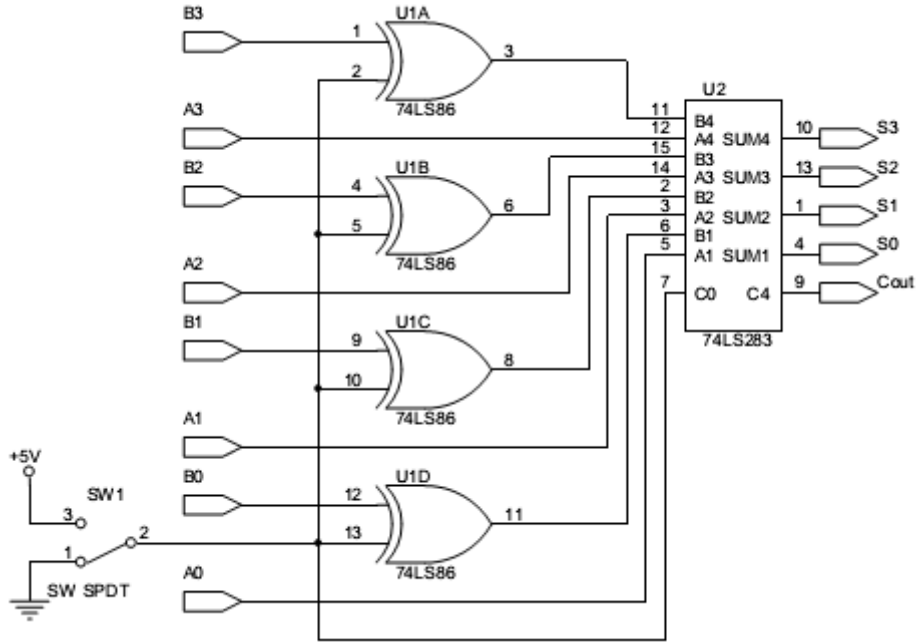 B3
U1A
1
3
2
74LS86
A3
B2
U1B
4
6
5
74LS86
A2
B1
U1C
9
8
10
74LS86
A1
B0
U1D
12
11
13
74LS86
A0
+5V
SW1
3
2
1
SW SPDT
U2
11 B4
12 A4 SUM4 10 S3
15 B3
14 A3 SUM3 13 S2
2 B2
3 A2 SUM2 1 S1
6 B1
5 A1 SUM1 4 S0
7 C0 C4 9 Cout
74LS283